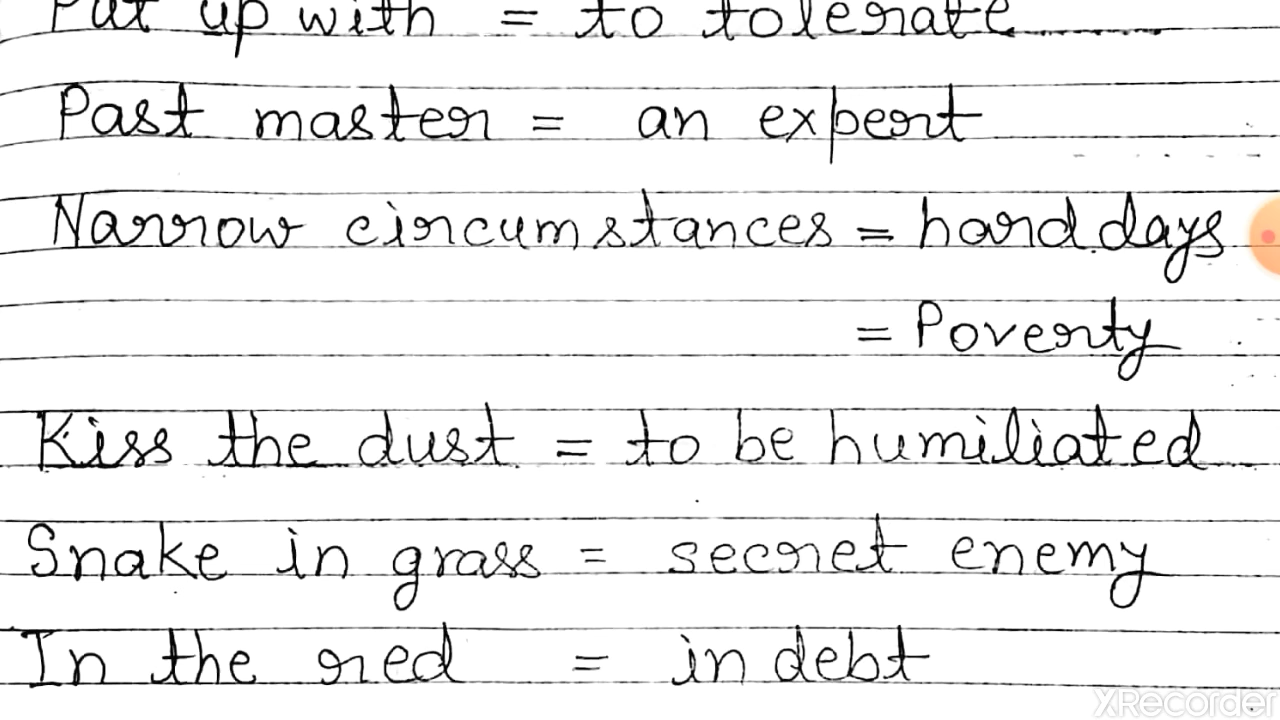 Put up with = to tolerate
Past master = an expert
Narrow circumstances = hard days
= Poverty
Kiss the dust = to be humiliated
Snake in grass = secret enemy
In the red = in debt
XRecorder